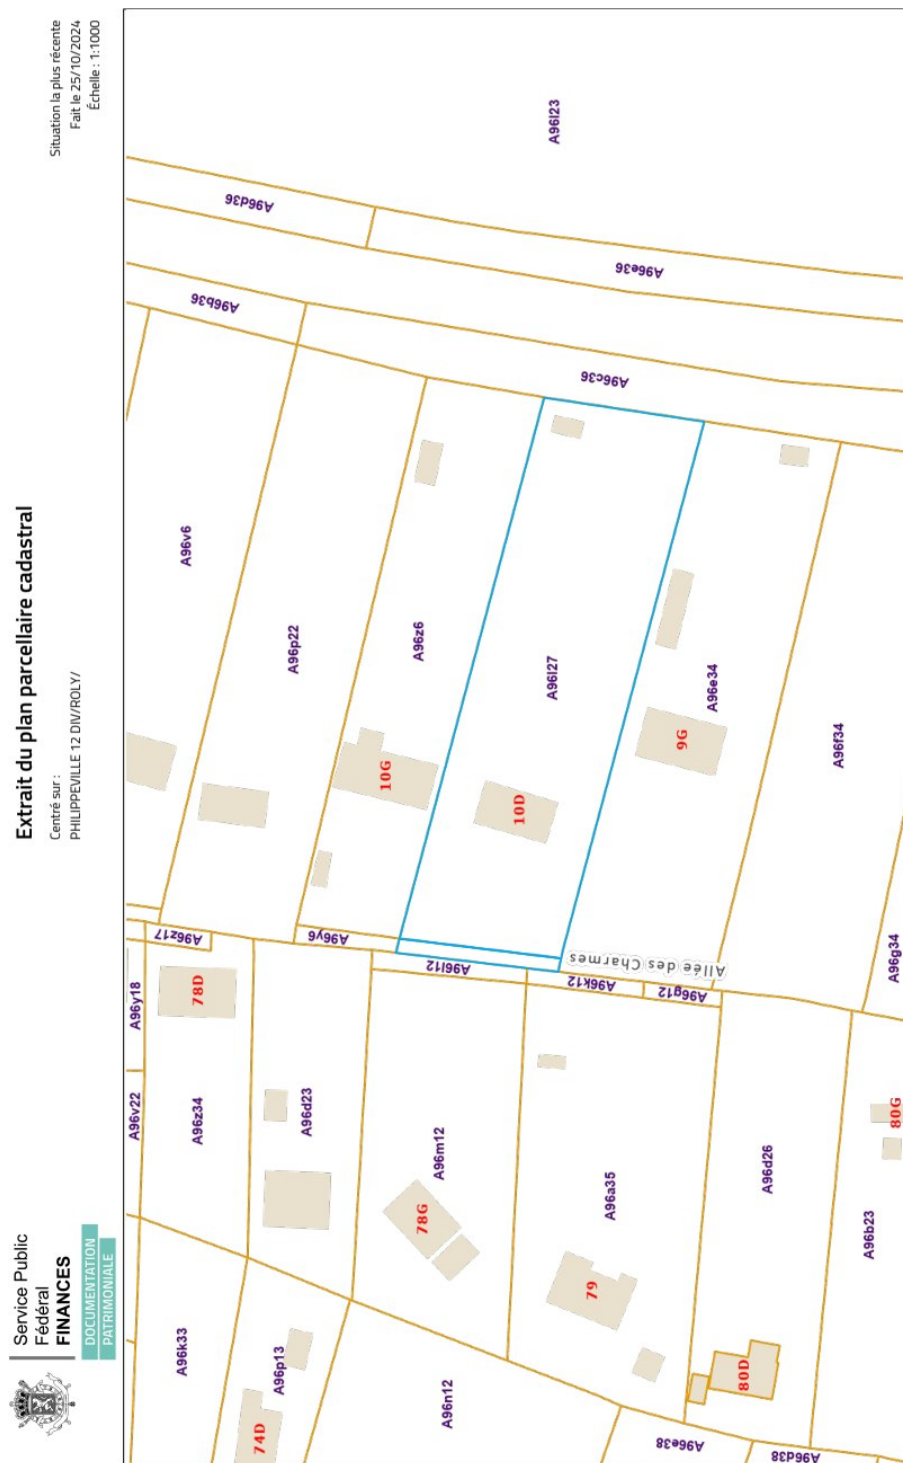 Service Public
Fédéral
FINANCES
DOCUMENTATION
PATRIMONIALE
Extrait du plan parcellaire cadastral
Centré sur :
PHILIPPEVILLE 12 DIV/ROLY/
Situation la plus récente
Fait le 25/10/2024
Échelle : 1:1000
A96k33
A96v22
A96y18
A96z17
A96v6
A96b36
A96d36
A96z34
78D
A96p13
74D
A96d23
A96y6
A96p22
A96z6
10G
A96n12
A96m12
78G
A96l12
A96l27
10D
A96l23
A96c36
A96e36
A96a35
79
A96k12
Allée des Charmes
A96g12
A96e34
9G
A96e38
80D
A96d26
A96f34
A96d38
A96b23
80G
A96g34